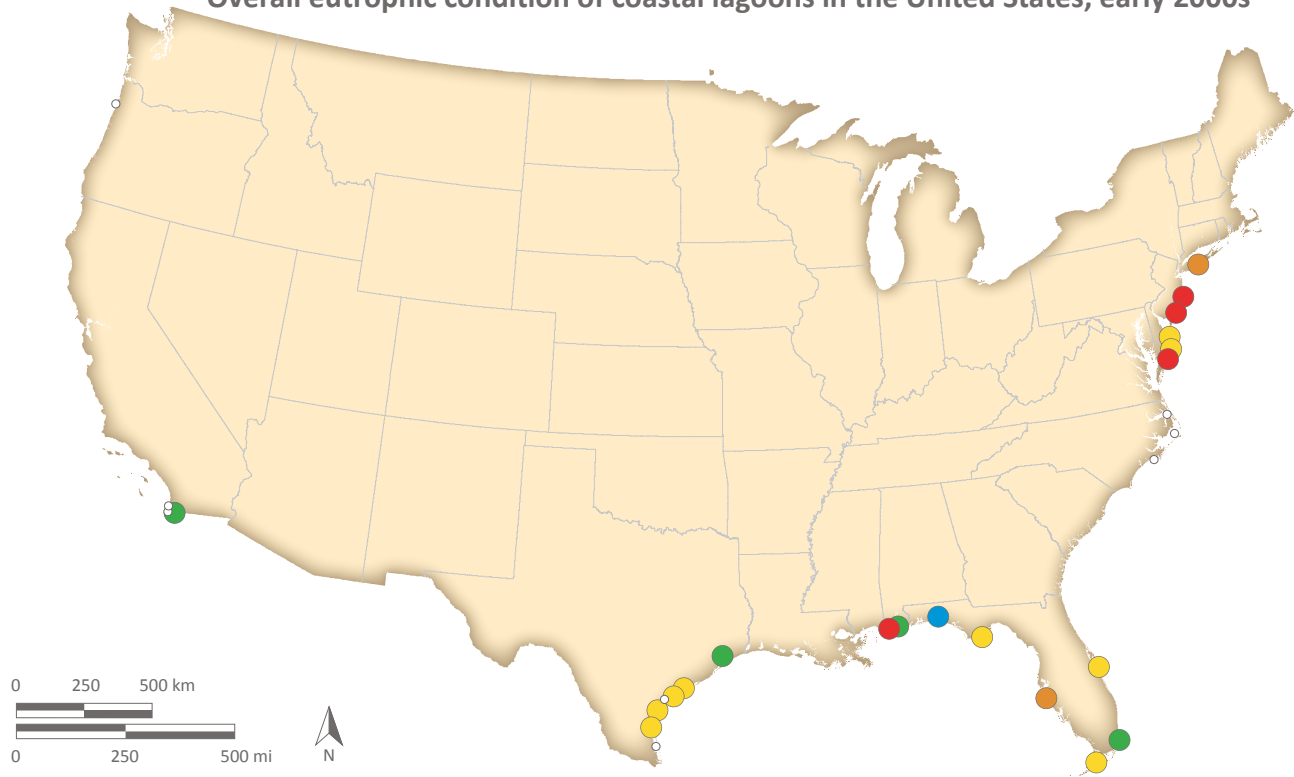 Overall eutrophic condition of coastal lagoons in the United States, early 2000s
0 250 500 km
0 250 500 mi
N